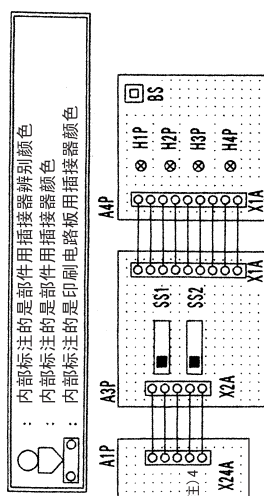 : 内部标注的是部件用插接器辨别颜色
: 内部标注的是部件用插接器颜色
: 内部标注的是印刷电路板用插接器颜色
A4P
BS
H1P
H2P
H3P
H4P
X1A
A3P
X1A
SS1
SS2
X2A
A1P
注) 4
X24A